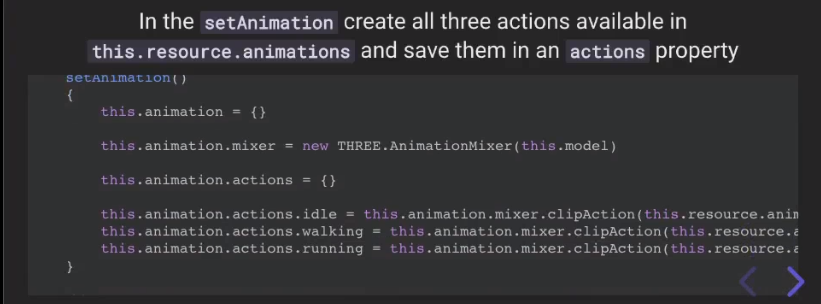 In the setAnimation create all three actions available in
this.resource.animations and save them in an actions property
setAnimation()
{
this.animation = {}
this.animation.mixer = new THREE.AnimationMixer(this.model)
this.animation.actions = {}
this.animation.actions.idle = this.animation.mixer.clipAction(this.resource.anim
this.animation.actions.walking = this.animation.mixer.clipAction(this.resource.a
this.animation.actions.running = this.animation.mixer.clipAction(this.resource.a
}